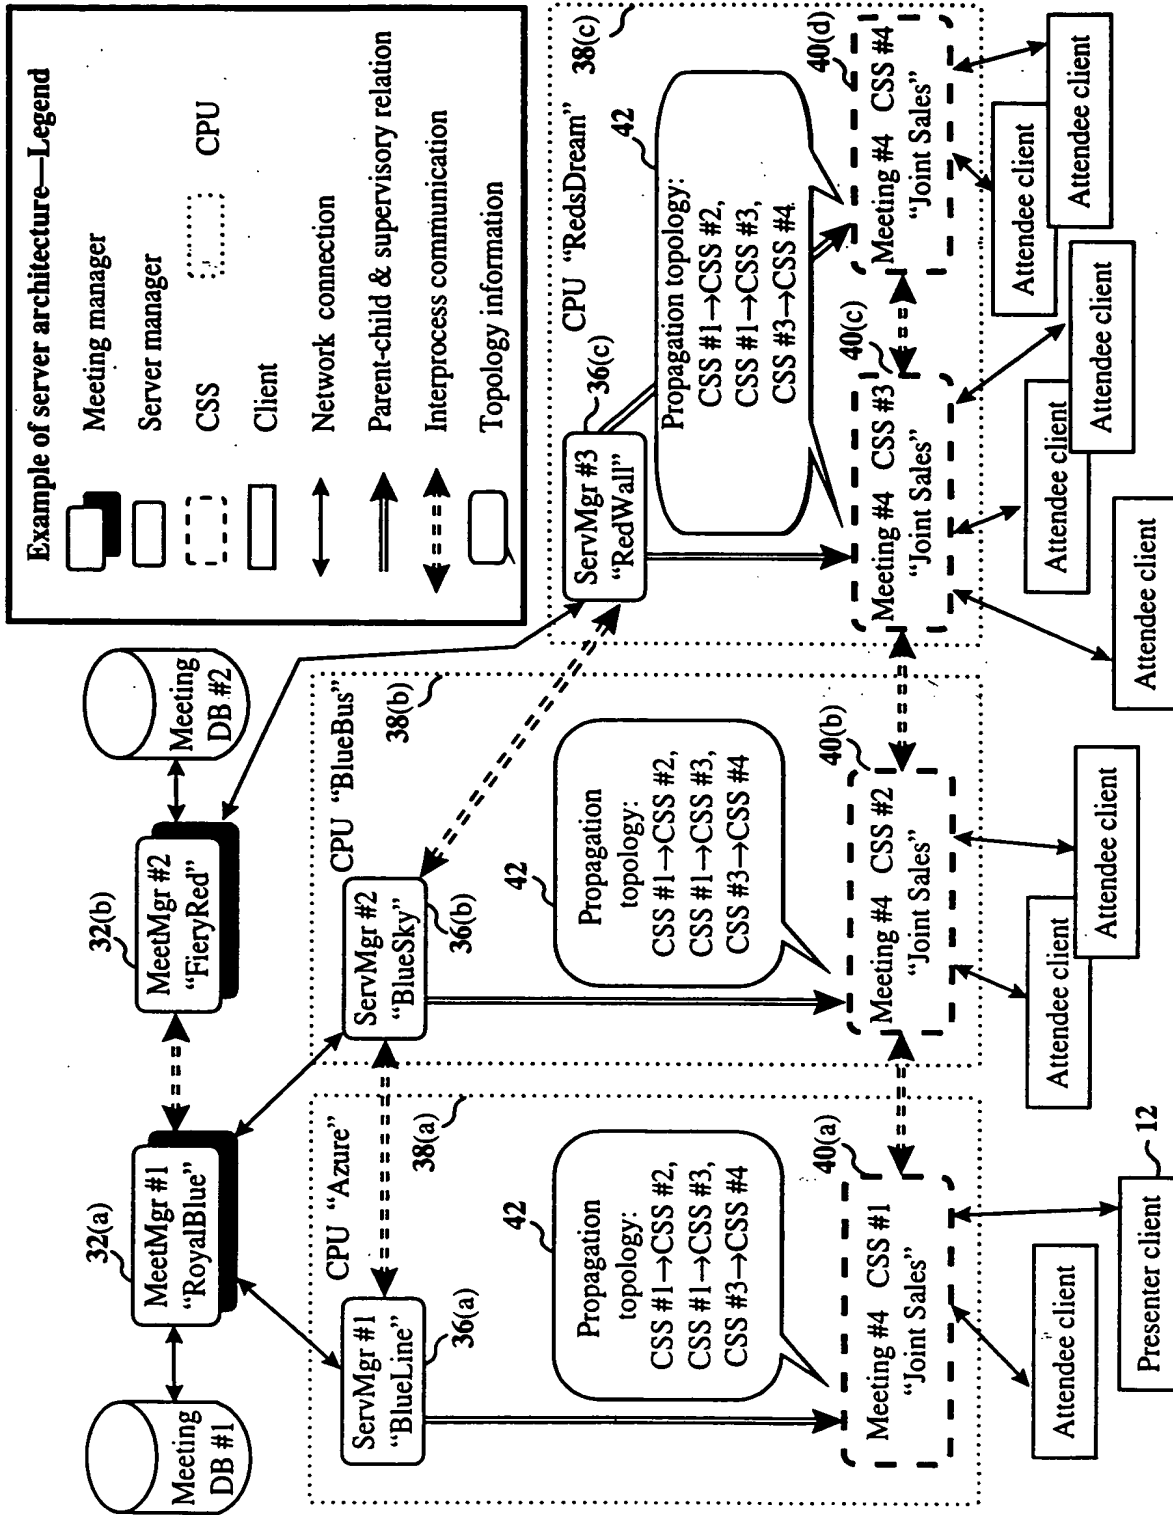 Example of server architecture—Legend
Meeting manager
Server manager
CSS
CPU
Client
Network connection
Parent-child & supervisory relation
Interprocess communication
Topology information
Meeting
DB #1
32(a)
MeetMgr #1
“RoyalBlue”
32(b)
MeetMgr #2
“FieryRed”
Meeting
DB #2
CPU “Azure”
ServMgr #1
“BlueLine”
36(a)
38(a)
CPU “BlueBus”
ServMgr #2
“BlueSky”
36(b)
38(b)
CPU “RedsDream”
ServMgr #3
“RedWall”
36(c)
38(c)
42
Propagation
topology:
CSS #1→CSS #2,
CSS #1→CSS #3,
CSS #3→CSS #4
42
Propagation
topology:
CSS #1→CSS #2,
CSS #1→CSS #3,
CSS #3→CSS #4
42
Propagation topology:
CSS #1→CSS #2,
CSS #1→CSS #3,
CSS #3→CSS #4
40(a)
Meeting #4 CSS #1
“Joint Sales”
40(b)
Meeting #4 CSS #2
“Joint Sales”
40(c)
Meeting #4 CSS #3
“Joint Sales”
40(d)
Meeting #4 CSS #4
“Joint Sales”
Attendee client
Presenter client
12
Attendee client
Attendee client
Attendee client
Attendee client
Attendee client
Attendee client
Attendee client